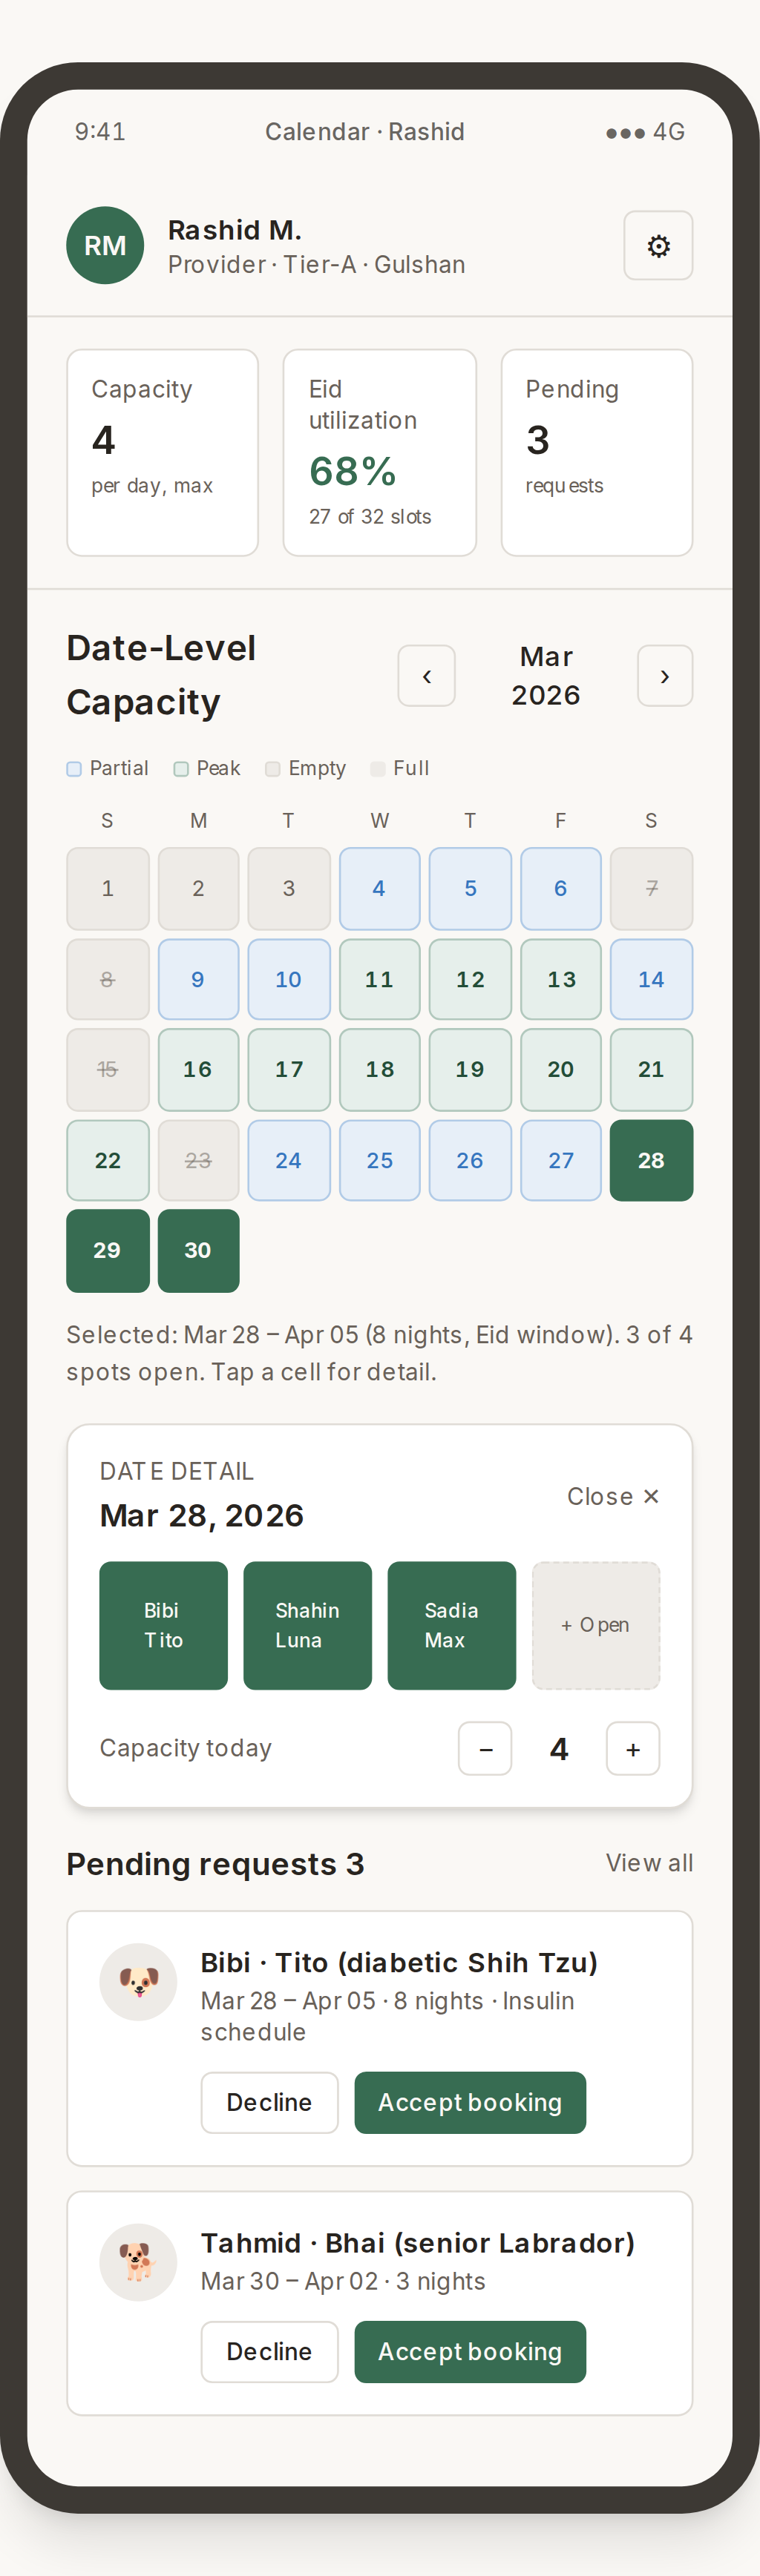 9:41 Calendar · Rashid ●●● 4G
RM
Rashid M.
Provider · Tier-A · Gulshan
⚙
Capacity
4
per day, max
Eid
utilization
68%
27 of 32 slots
Pending
3
requests
Date-Level
Capacity
‹ Mar
2026 ›
Partial Peak Empty Full
S M T W T F S
1 2 3 4 5 6 7
8 9 10 11 12 13 14
15 16 17 18 19 20 21
22 23 24 25 26 27 28
29 30
Selected: Mar 28 – Apr 05 (8 nights, Eid window). 3 of 4
spots open. Tap a cell for detail.
DATE DETAIL
Mar 28, 2026
Close ✕
Bibi
Tito
Shahin
Luna
Sadia
Max
+ Open
Capacity today − 4 +
Pending requests 3 View all
Bibi · Tito (diabetic Shih Tzu)
Mar 28 – Apr 05 · 8 nights · Insulin
schedule
Decline Accept booking
Tahmid · Bhai (senior Labrador)
Mar 30 – Apr 02 · 3 nights
Decline Accept booking